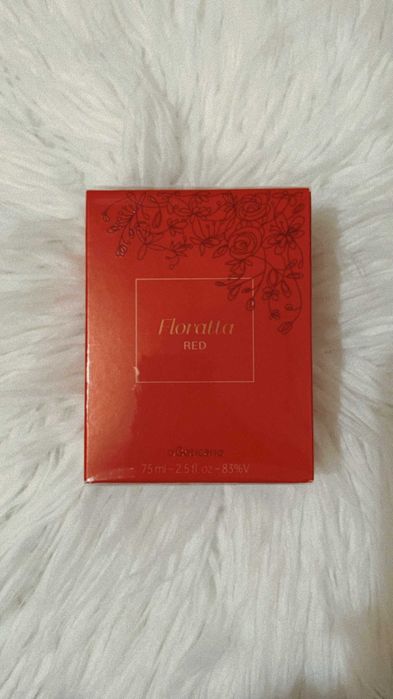 Floratta
RED
oBoticário
75 ml – 2.5 fl. oz – 83%V